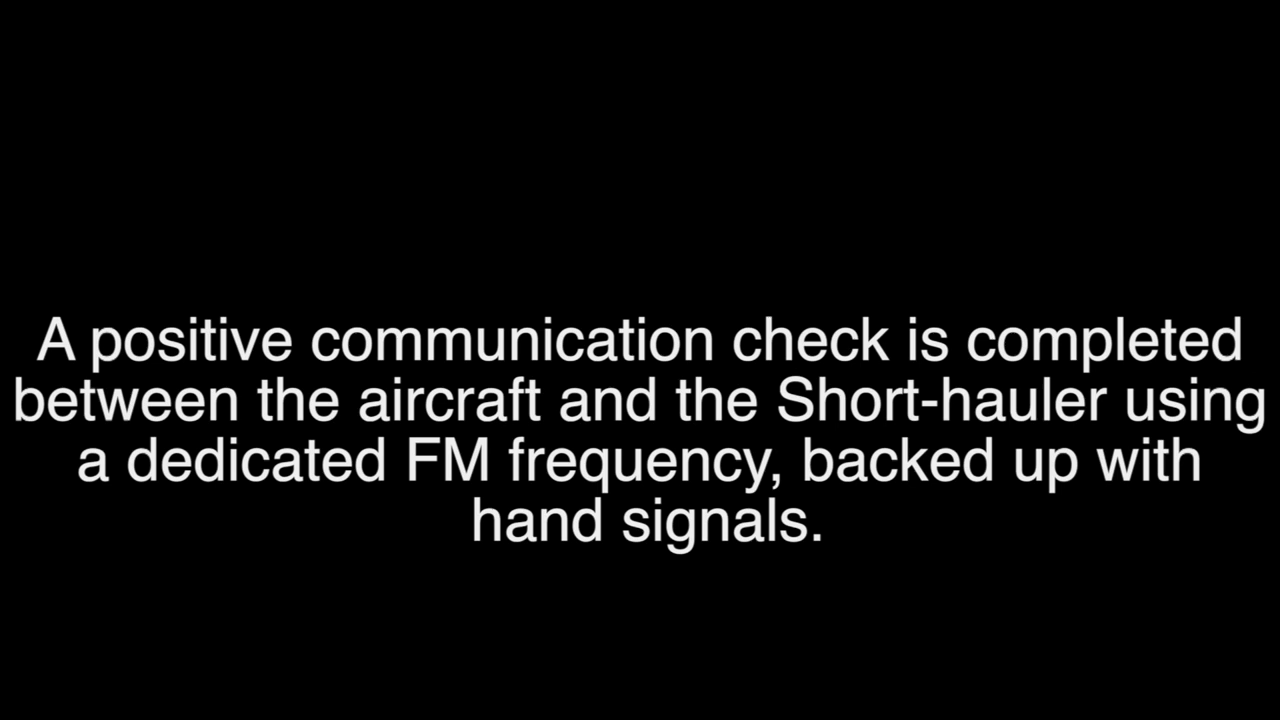 A positive communication check is completed
between the aircraft and the Short-hauler using
a dedicated FM frequency, backed up with
hand signals.